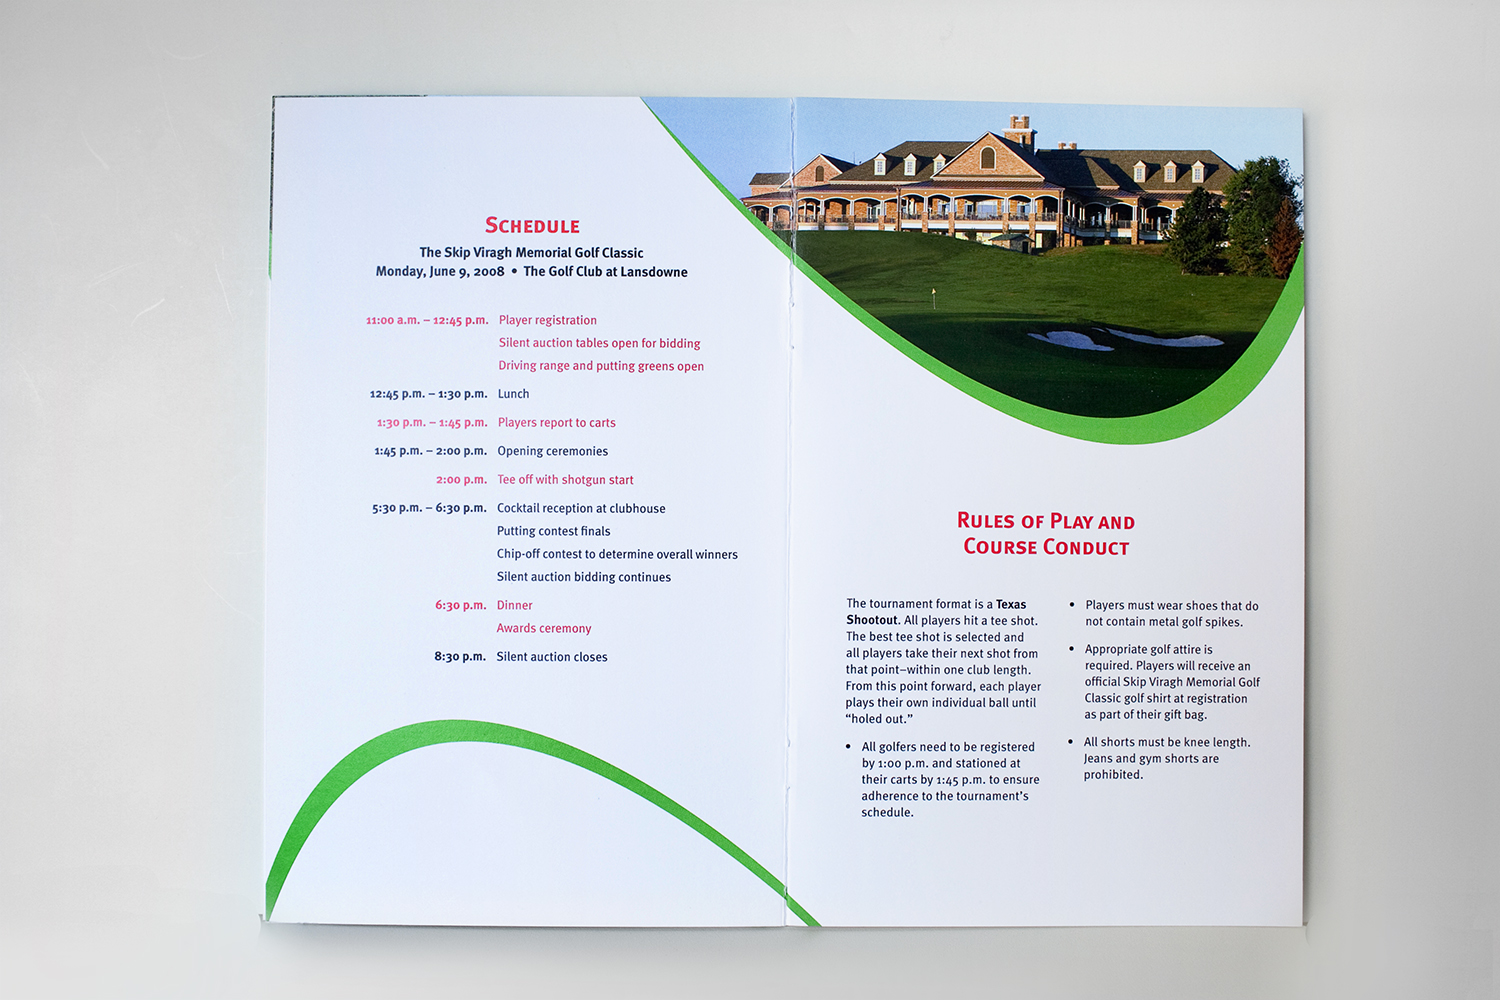 Schedule
The Skip Viragh Memorial Golf Classic
Monday, June 9, 2008 • The Golf Club at Lansdowne
11:00 a.m. – 12:45 p.m. Player registration
Silent auction tables open for bidding
Driving range and putting greens open
12:45 p.m. – 1:30 p.m. Lunch
1:30 p.m. – 1:45 p.m. Players report to carts
1:45 p.m. – 2:00 p.m. Opening ceremonies
2:00 p.m. Tee off with shotgun start
5:30 p.m. – 6:30 p.m. Cocktail reception at clubhouse
Putting contest finals
Chip-off contest to determine overall winners
Silent auction bidding continues
6:30 p.m. Dinner
Awards ceremony
8:30 p.m. Silent auction closes
Rules of Play and
Course Conduct
The tournament format is a Texas
Shootout. All players hit a tee shot.
The best tee shot is selected and
all players take their next shot from
that point–within one club length.
From this point forward, each player
plays their own individual ball until
“holed out.”
• All golfers need to be registered
by 1:00 p.m. and stationed at
their carts by 1:45 p.m. to ensure
adherence to the tournament’s
schedule.
• Players must wear shoes that do
not contain metal golf spikes.
• Appropriate golf attire is
required. Players will receive an
official Skip Viragh Memorial Golf
Classic golf shirt at registration
as part of their gift bag.
• All shorts must be knee length.
Jeans and gym shorts are
prohibited.